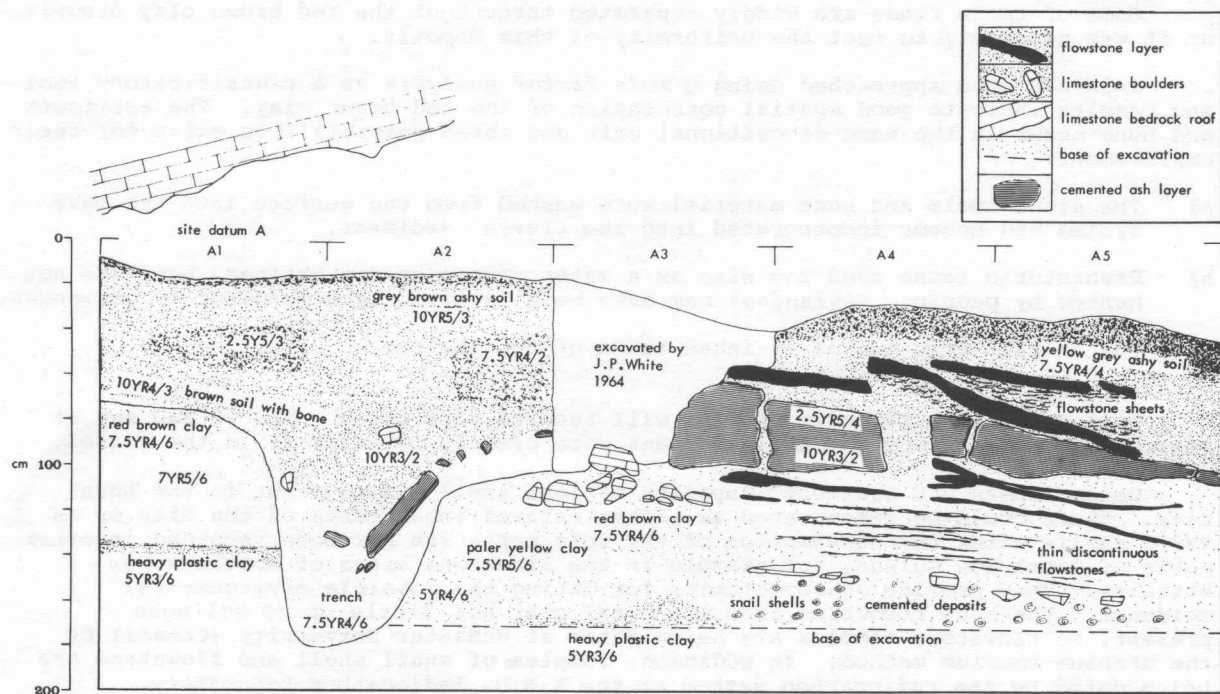 flowstone layer
limestone boulders
limestone bedrock roof
base of excavation
cemented ash layer
site datum A
0
A1
A2
A3
A4
A5
grey brown ashy soil
10YR5/3
2.5Y5/3
7.5YR4/2
excavated by
J.P.White
1964
yellow grey ashy soil
7.5YR4/4
flowstone sheets
10YR4/3 brown soil with bone
red brown clay
7.5YR4/6
2.5YR5/4
10YR3/2
10YR3/2
cm
100
7YR5/6
red brown clay
7.5YR4/6
heavy plastic clay
5YR3/6
paler yellow clay
7.5YR5/6
thin discontinuous
flowstones
trench
7.5YR4/6
5YR4/6
snail shells
cemented deposits
heavy plastic clay
5YR3/6
base of excavation
200